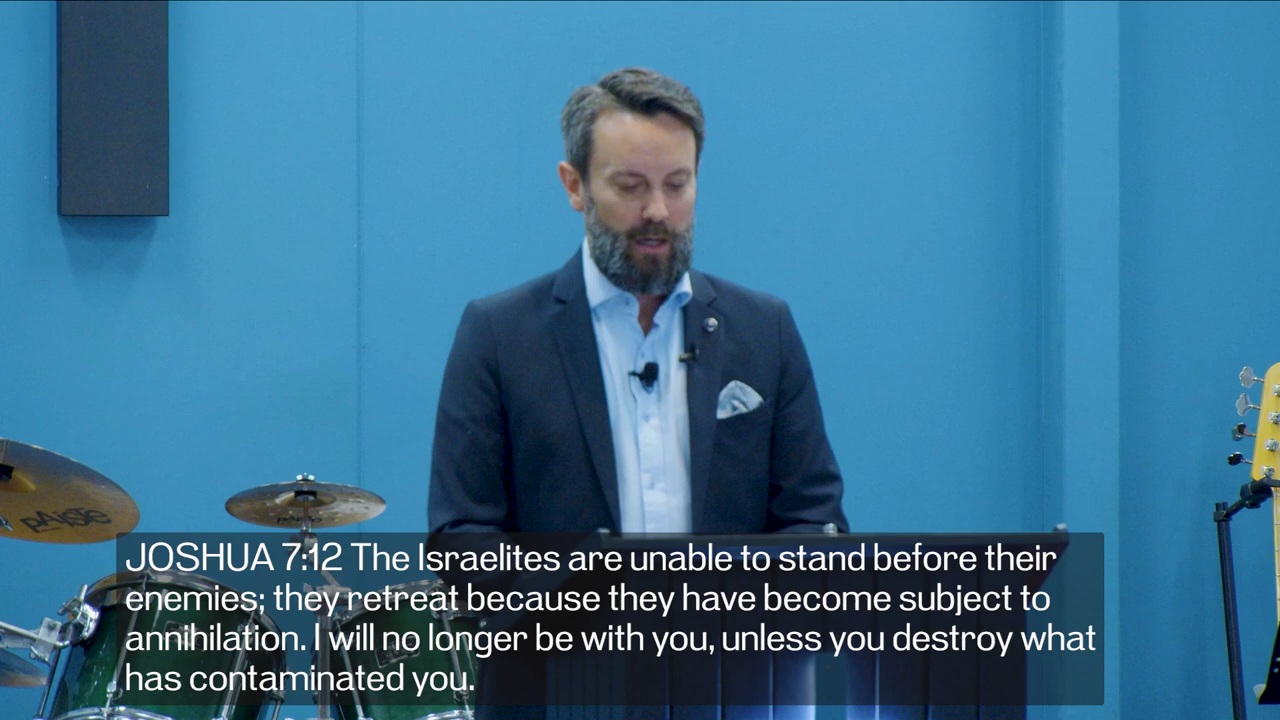 PAiSTe
JOSHUA 7:12 The Israelites are unable to stand before their
enemies; they retreat because they have become subject to
annihilation. I will no longer be with you, unless you destroy what
has contaminated you.